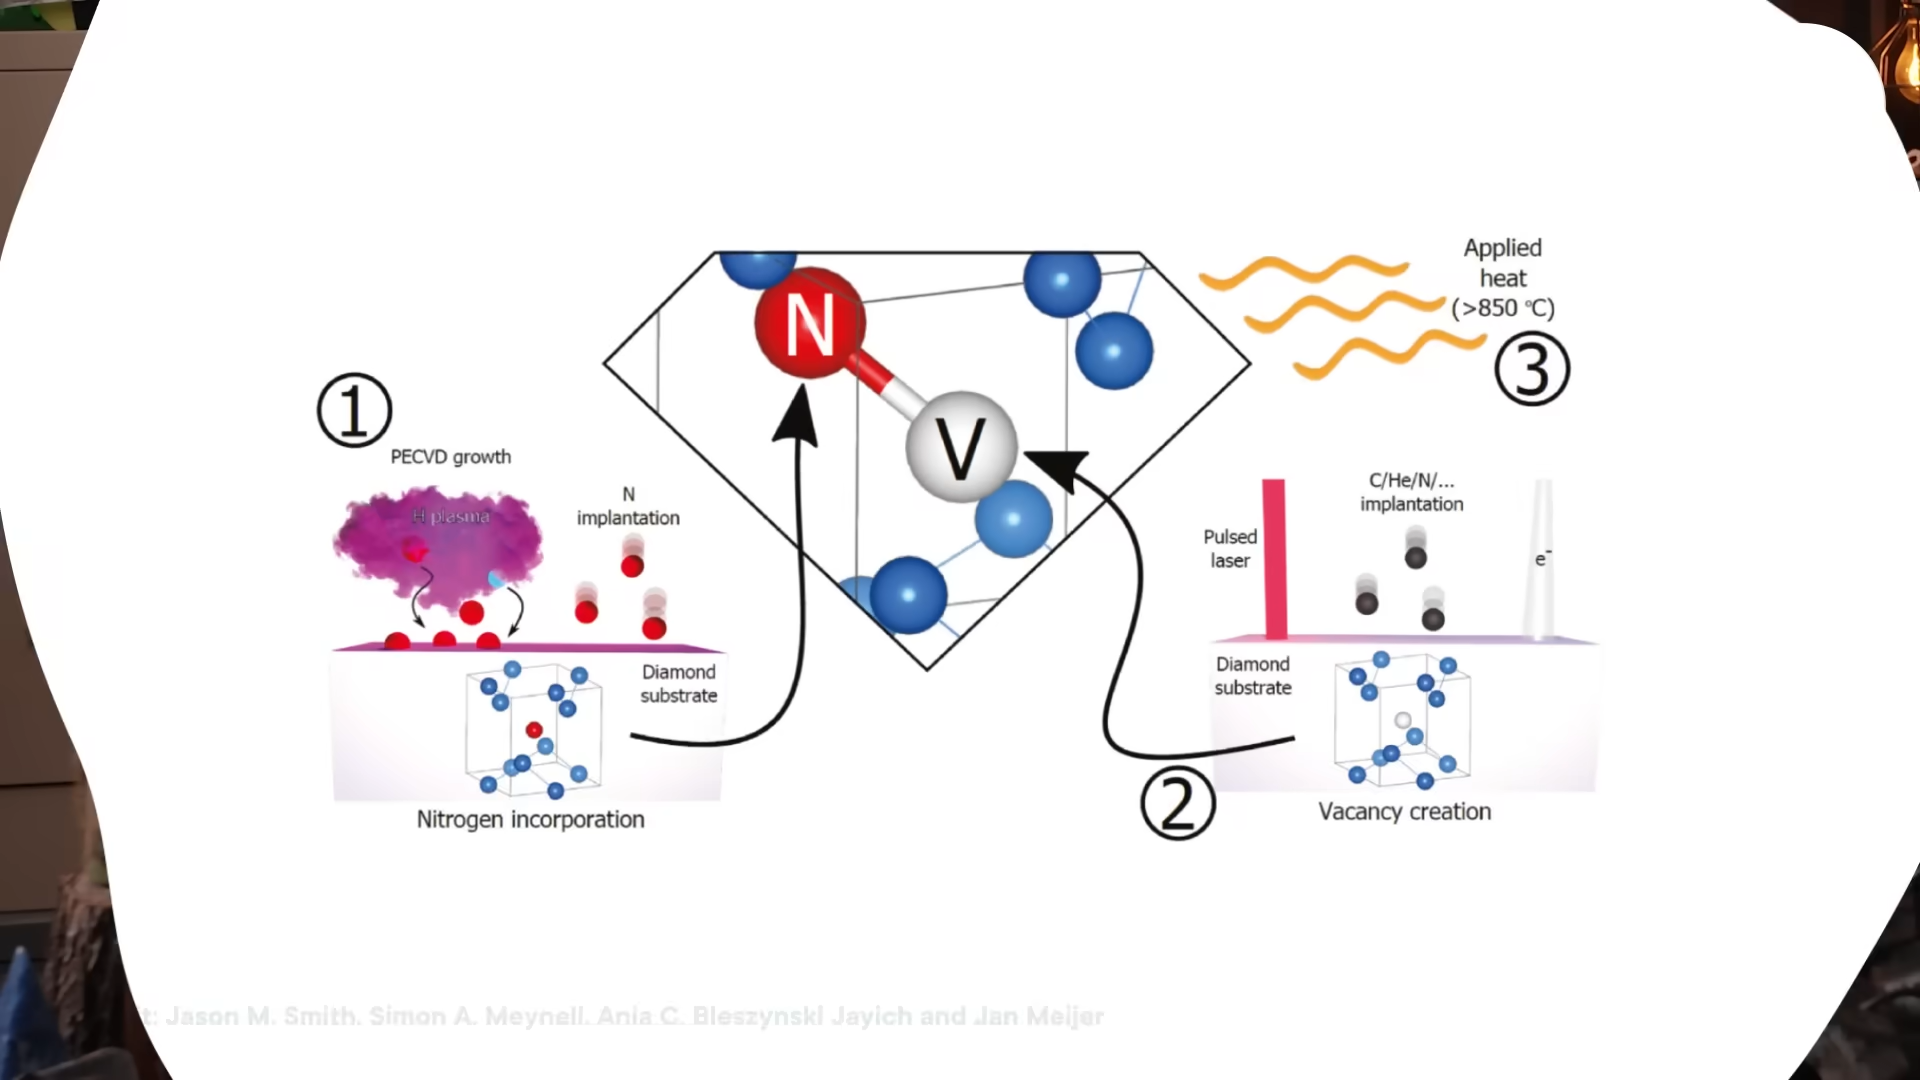 ①
PECVD growth
H plasma
N
implantation
Diamond
substrate
Nitrogen incorporation
N
V
②
Pulsed
laser
C/He/N/...
implantation
e⁻
Diamond
substrate
Vacancy creation
Applied
heat
(>850 °C)
③
t: Jason M. Smith, Simon A. Meynell, Ania C. Bleszynski Jayich and Jan Meijer